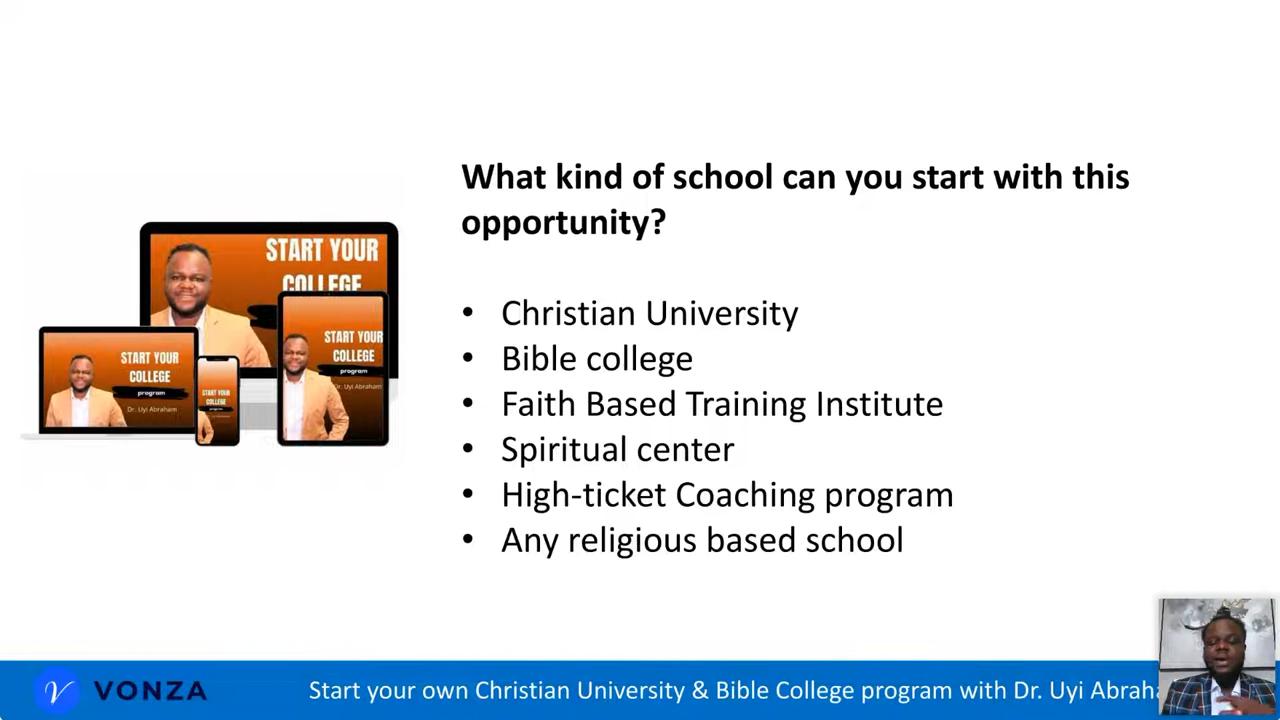 What kind of school can you start with this
opportunity?
• Christian University
• Bible college
• Faith Based Training Institute
• Spiritual center
• High-ticket Coaching program
• Any religious based school
START YOUR
COLLEGE
START YOUR
COLLEGE
program
Dr. Uyi Abraham
START YOUR
COLLEGE
program
START YOUR
COLLEGE
program
Dr. Uyi Abraham
VONZA
Start your own Christian University & Bible College program with Dr. Uyi Abraha